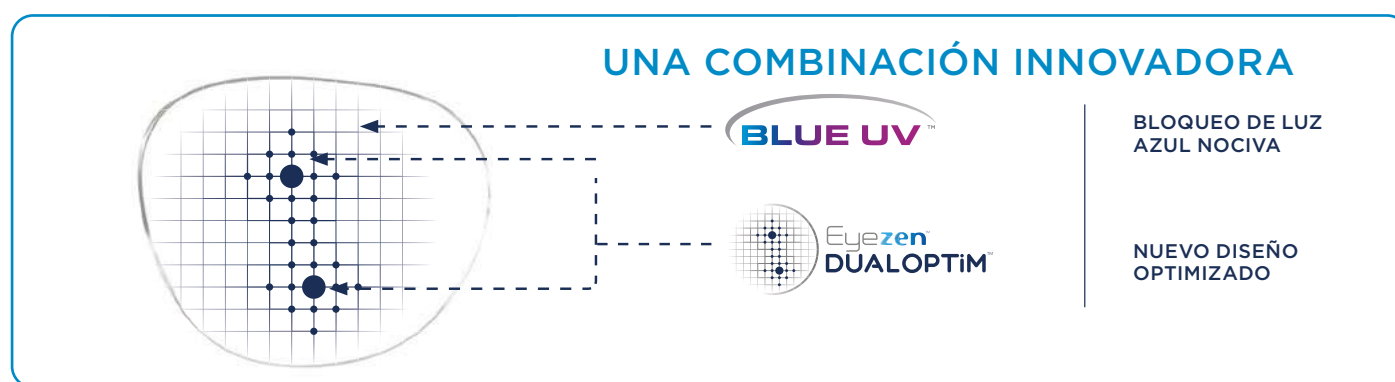 UNA COMBINACIÓN INNOVADORA
BLUE UV™
BLOQUEO DE LUZ
AZUL NOCIVA
Eyezen™
DUALOPTiM™
NUEVO DISEÑO
OPTIMIZADO